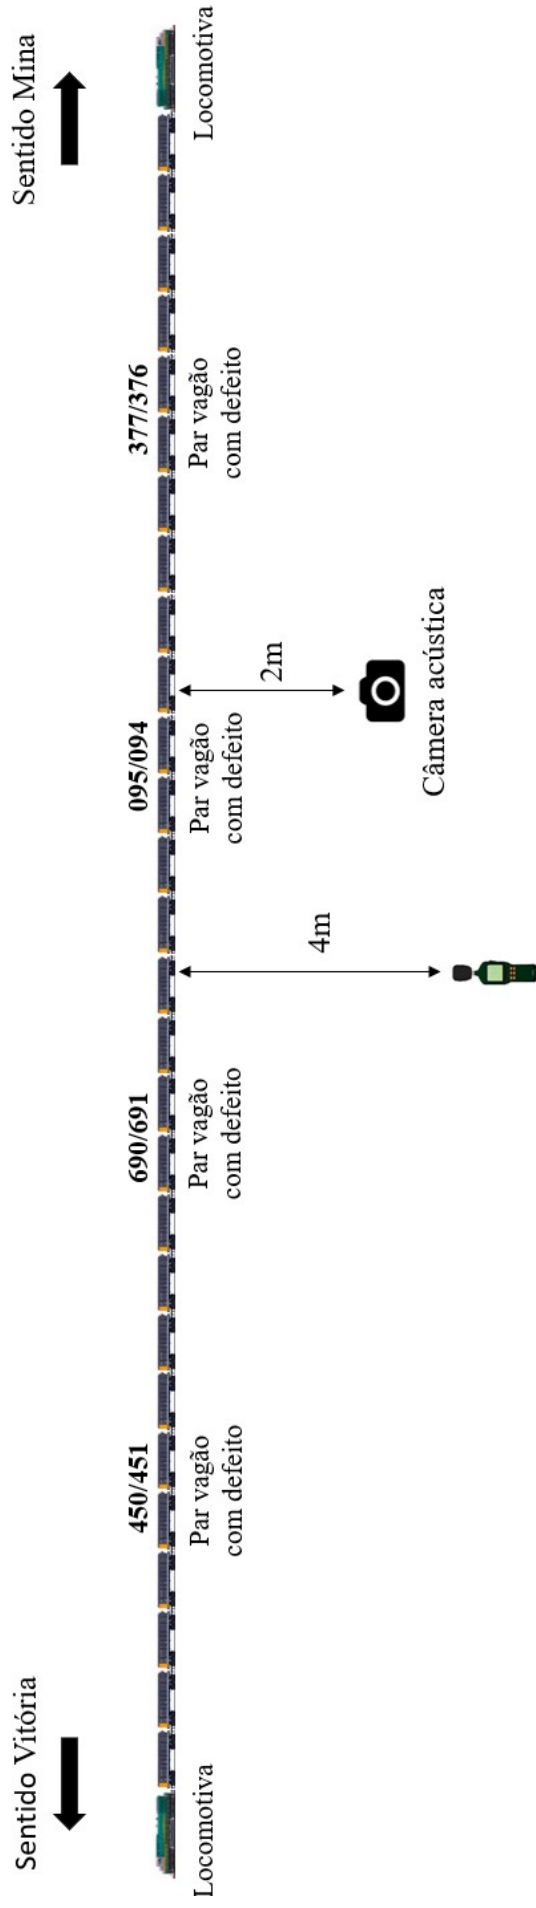 Sentido Vitória
Sentido Mina
450/451
690/691
095/094
377/376
Locomotiva
Par vagão
com defeito
Par vagão
com defeito
Par vagão
com defeito
Par vagão
com defeito
Locomotiva
4m
2m
Câmera acústica